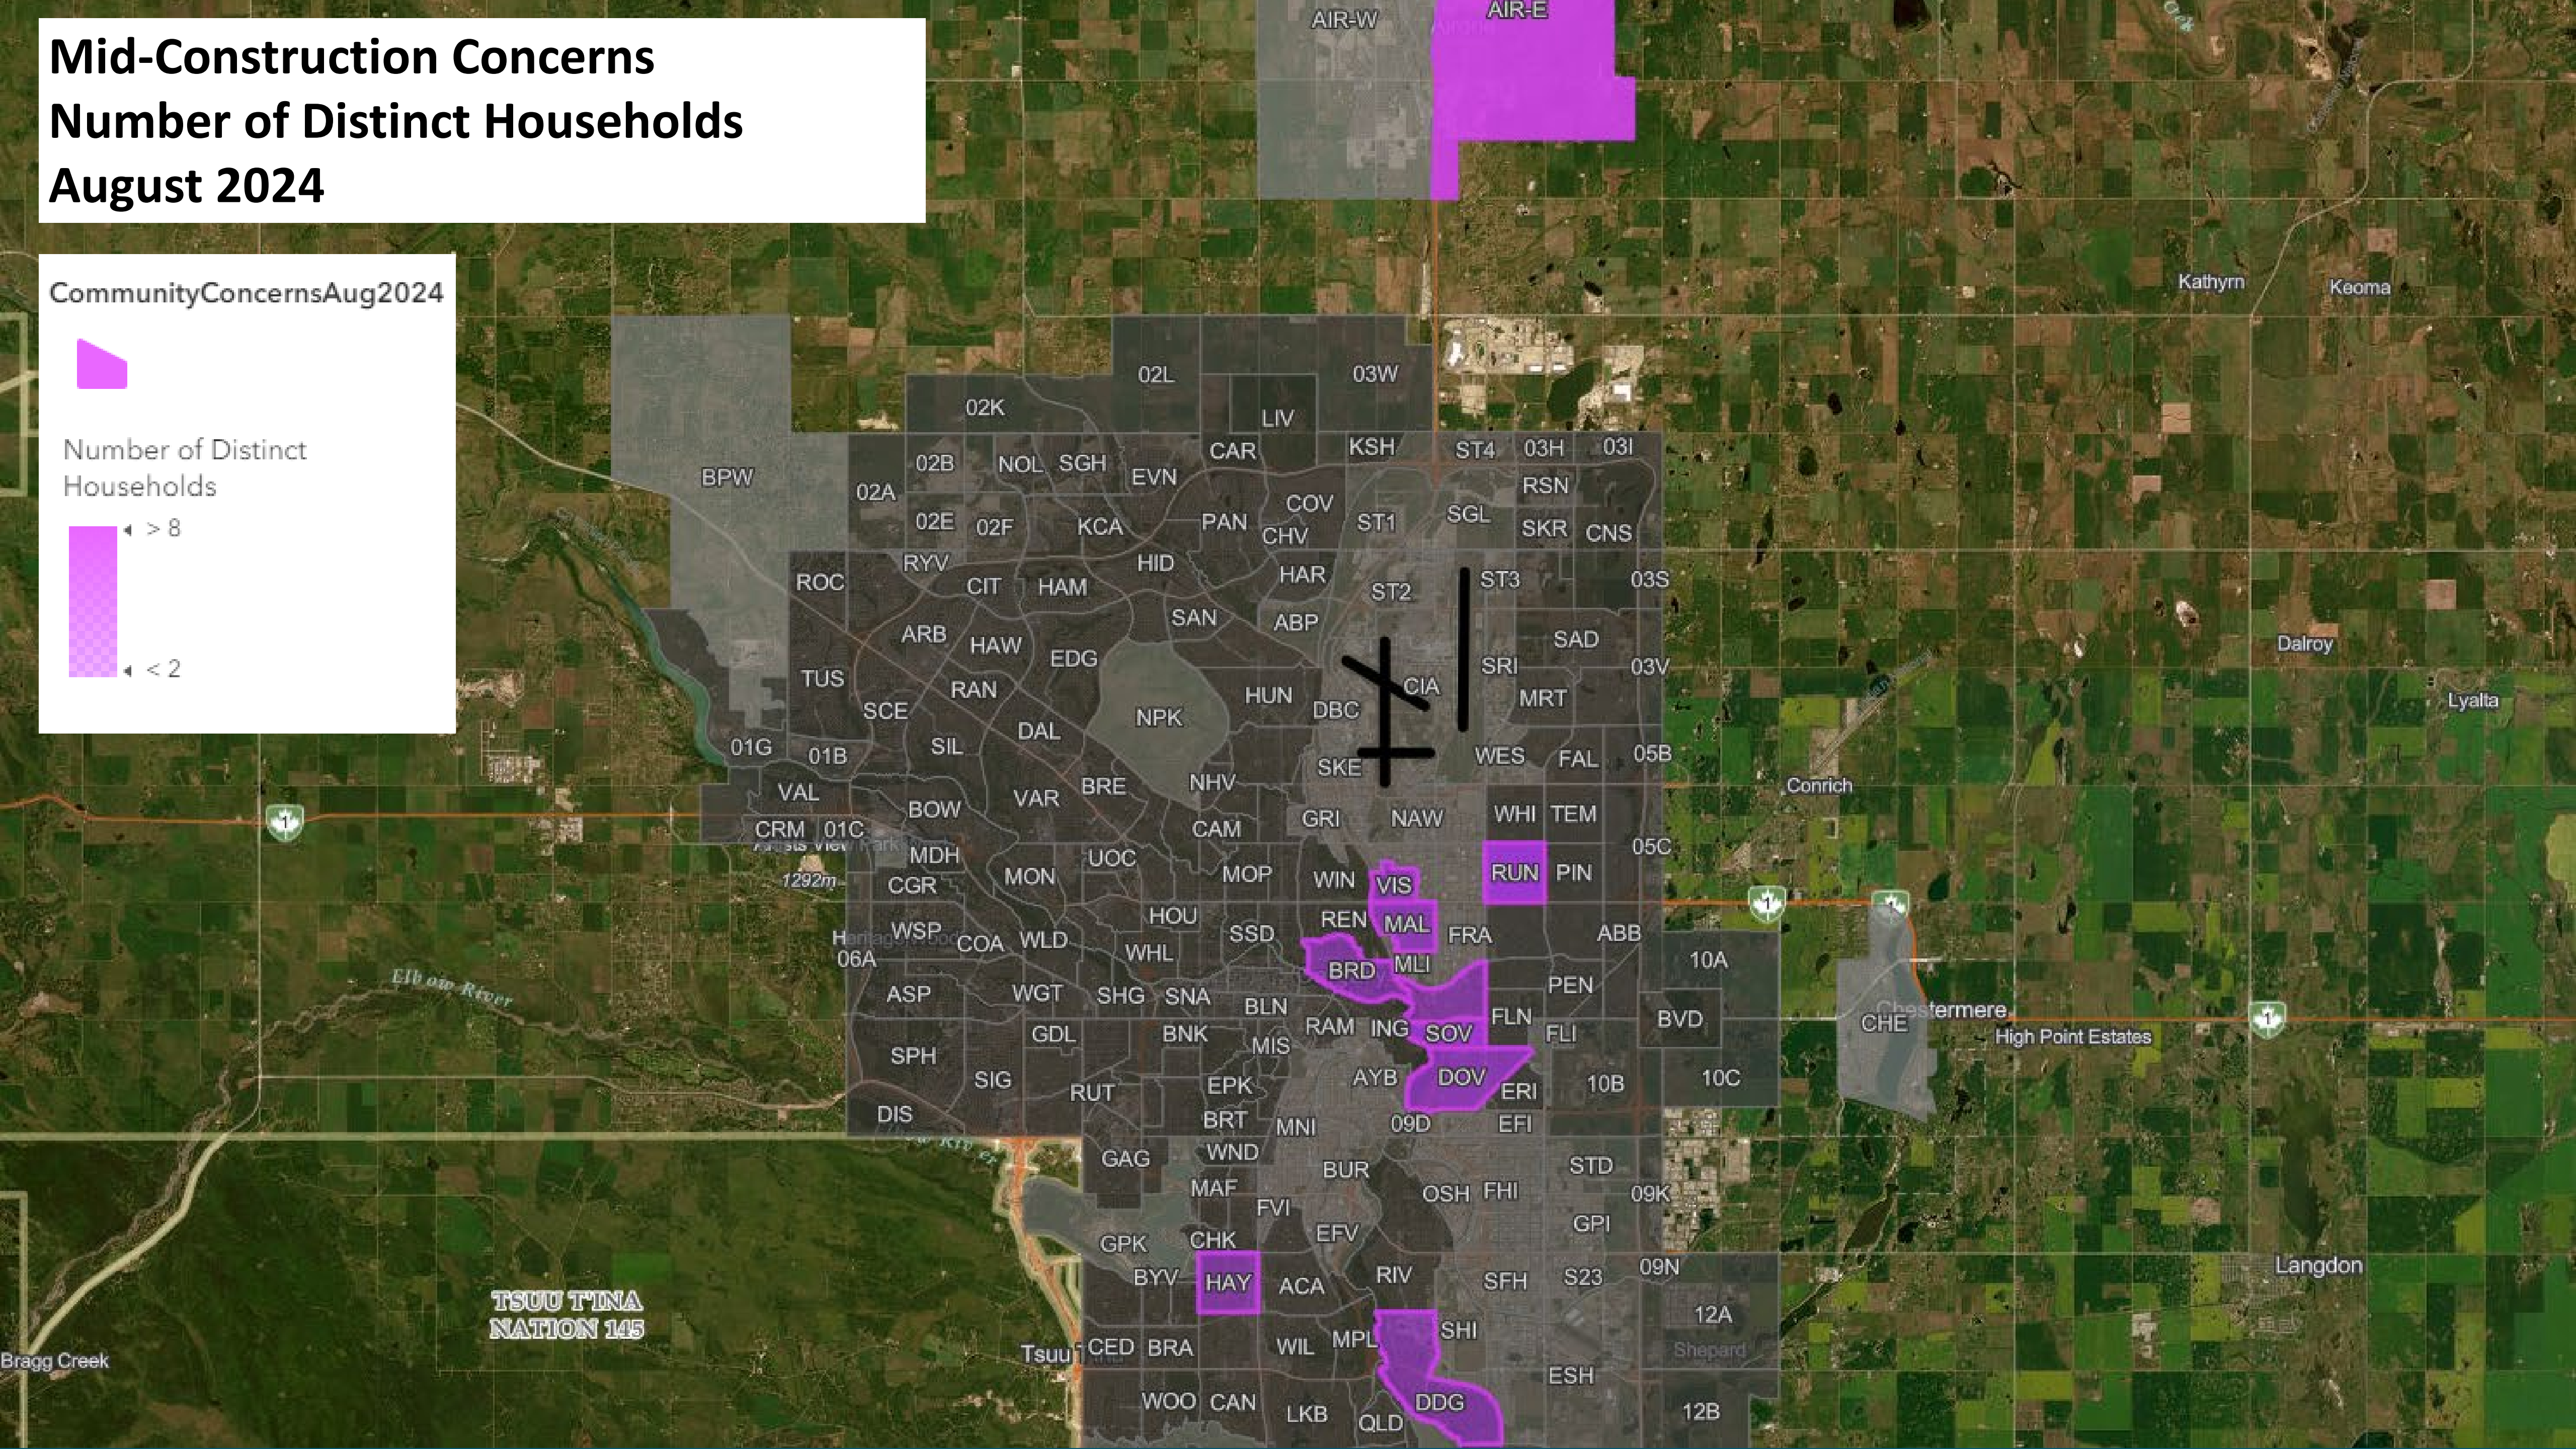 Mid-Construction Concerns
Number of Distinct Households
August 2024
CommunityConcernsAug2024
Number of Distinct
Households
> 8
< 2
AIR-W
AIR-E
Kathyrn
Keoma
02L
03W
02K
LIV
CAR
KSH
ST4
03H
03I
BPW
02B
NOL
SGH
EVN
02A
RSN
COV
02E
02F
KCA
PAN
CHV
ST1
SGL
SKR
CNS
RYV
HID
ROC
CIT
HAM
HAR
ST2
ST3
03S
SAN
ABP
ARB
HAW
EDG
SAD
Dalroy
TUS
RAN
HUN
CIA
SRI
03V
MRT
Lyalta
SCE
NPK
DBC
DAL
01G
01B
SIL
SKE
WES
FAL
05B
VAL
VAR
BRE
NHV
Conrich
BOW
CRM
01C
CAM
GRI
NAW
WHI
TEM
MDH
UOC
05C
1292m
CGR
MON
MOP
WIN
VIS
RUN
PIN
1
1
1
HOU
REN
MAL
FRA
ABB
WSP
COA
WLD
SSD
06A
WHL
BRD
MLI
10A
Elbow River
ASP
WGT
SHG
SNA
BLN
PEN
Chestermere
CHE
GDL
BNK
RAM
ING
SOV
FLN
FLI
BVD
1
High Point Estates
SPH
MIS
SIG
RUT
EPK
AYB
DOV
ERI
10B
10C
DIS
BRT
MNI
09D
EFI
GAG
WND
BUR
STD
MAF
FVI
OSH
FHI
09K
GPK
CHK
EFV
GPI
BYV
HAY
ACA
RIV
SFH
S23
09N
Langdon
TSUU T'INA
NATION 145
12A
Bragg Creek
Tsuu
CED
BRA
WIL
MPL
SHI
Shepard
ESH
WOO
CAN
LKB
QLD
DDG
12B